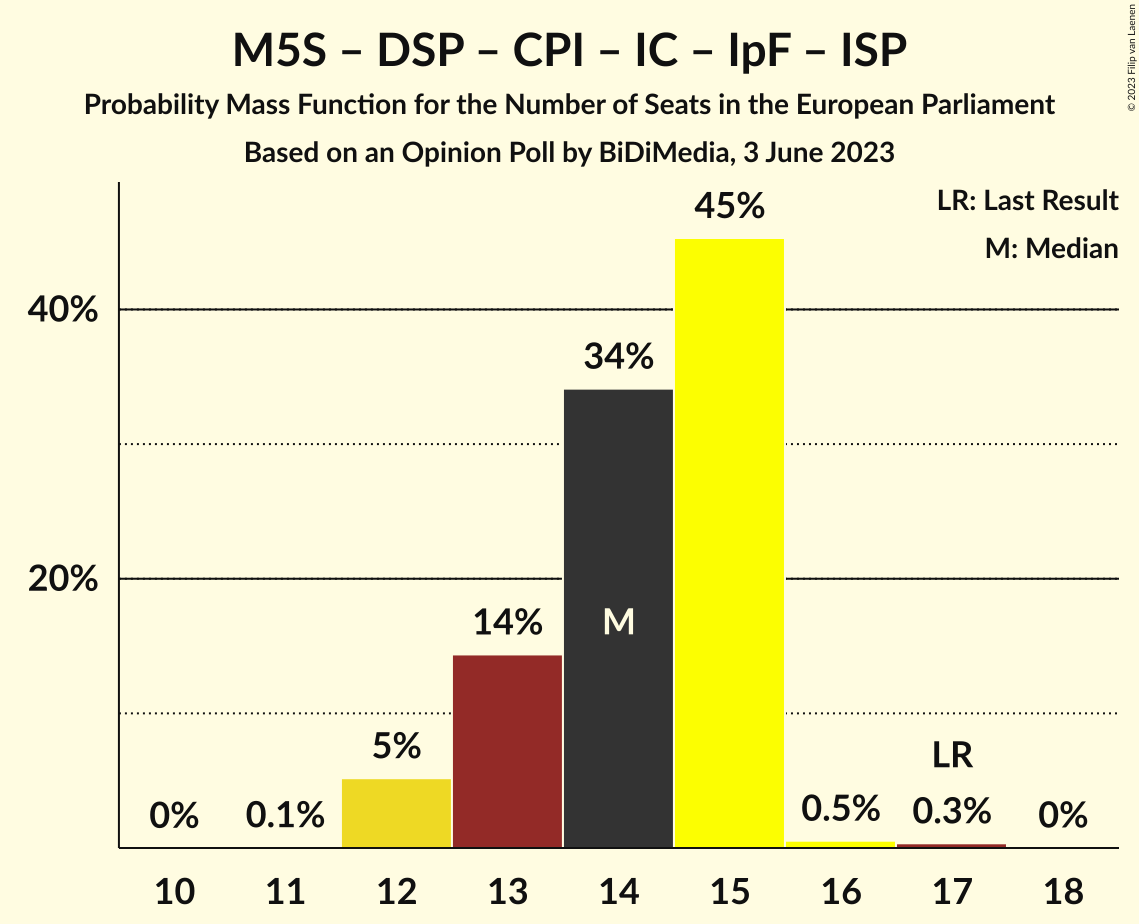 M5S – DSP – CPI – IC – IpF – ISP
Probability Mass Function for the Number of Seats in the European Parliament
Based on an Opinion Poll by BiDiMedia, 3 June 2023
© 2023 Filip van Laenen
LR: Last Result
M: Median
45%
40%
34%
20%
14%
M
5%
LR
0%
0.1%
0.5%
0.3%
0%
10 11 12 13 14 15 16 17 18